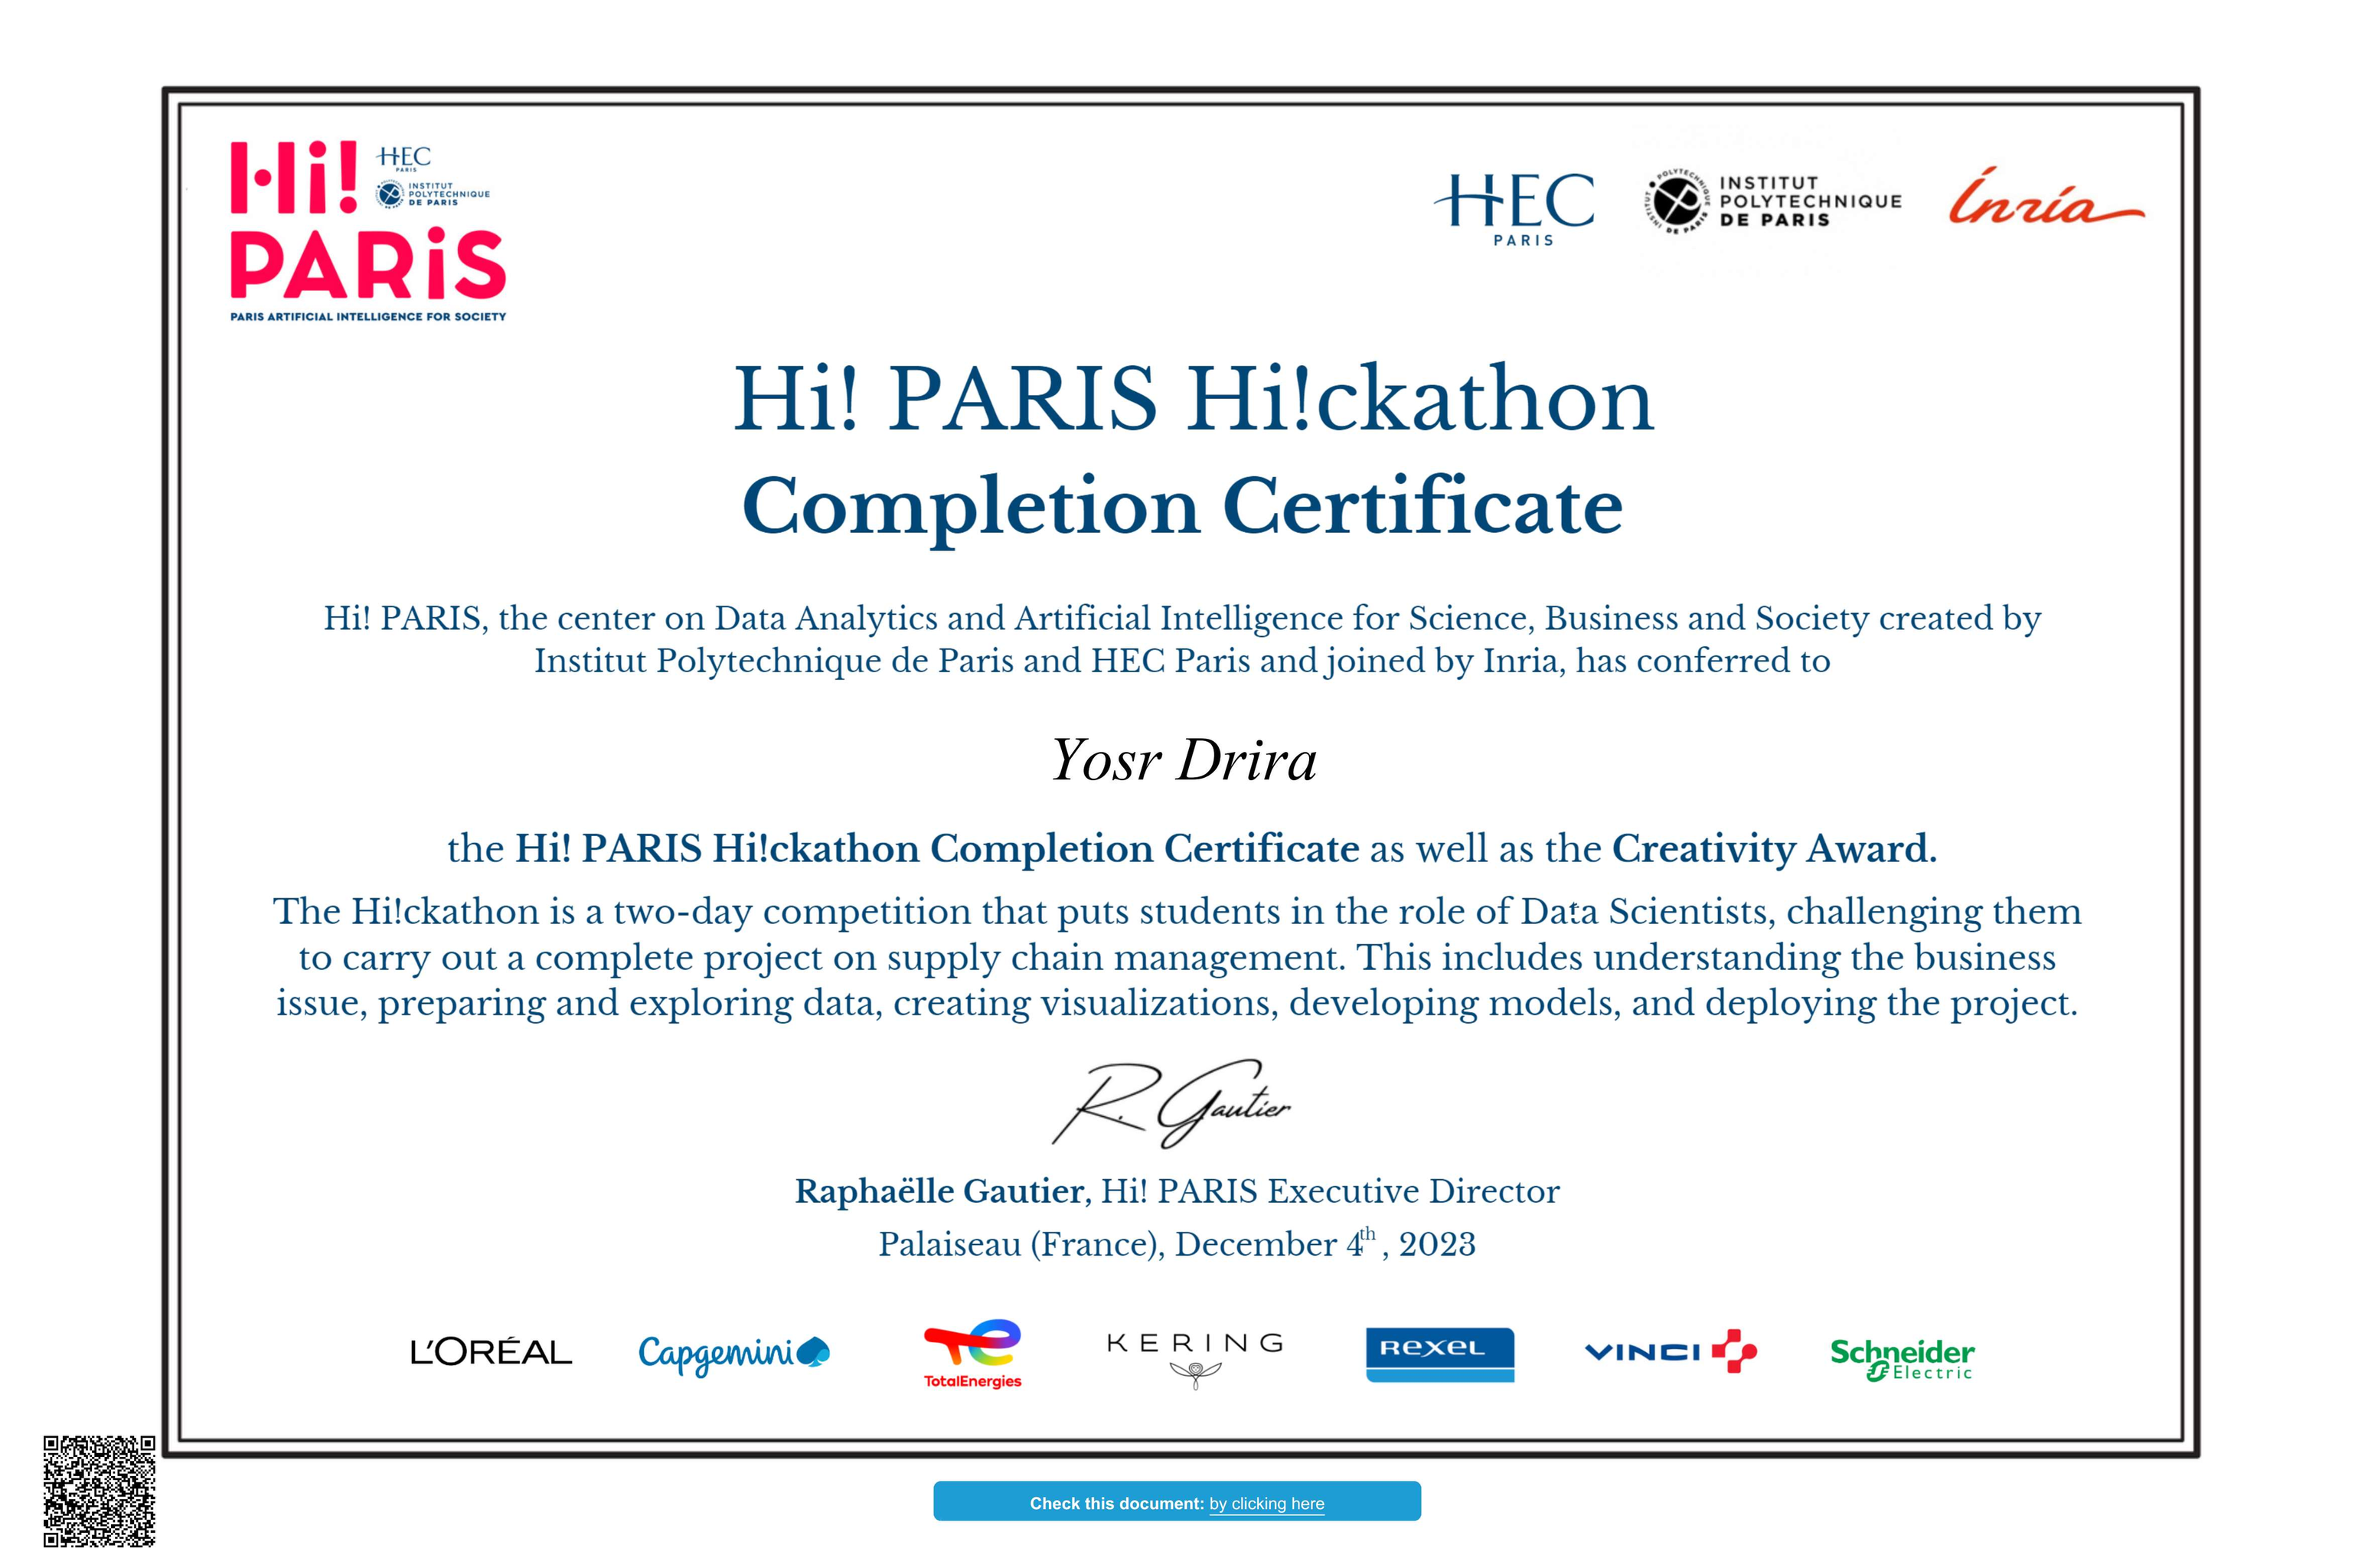 Hi! PARIS
HEC
PARIS
INSTITUT
POLYTECHNIQUE
DE PARIS
PARIS ARTIFICIAL INTELLIGENCE FOR SOCIETY
HEC
PARIS
INSTITUT POLYTECHNIQUE DE PARIS
INSTITUT
POLYTECHNIQUE
DE PARIS
Inría
Hi! PARIS Hi!ckathon
Completion Certificate
Hi! PARIS, the center on Data Analytics and Artificial Intelligence for Science, Business and Society created by
Institut Polytechnique de Paris and HEC Paris and joined by Inria, has conferred to
Yosr Drira
the Hi! PARIS Hi!ckathon Completion Certificate as well as the Creativity Award.
The Hi!ckathon is a two-day competition that puts students in the role of Data Scientists, challenging them
to carry out a complete project on supply chain management. This includes understanding the business
issue, preparing and exploring data, creating visualizations, developing models, and deploying the project.
R. Gautier
Raphaëlle Gautier, Hi! PARIS Executive Director
Palaiseau (France), December 4th , 2023
L'ORÉAL
Capgemini
TotalEnergies
KERING
REXEL
VINCI
Schneider
Electric
Check this document: by clicking here